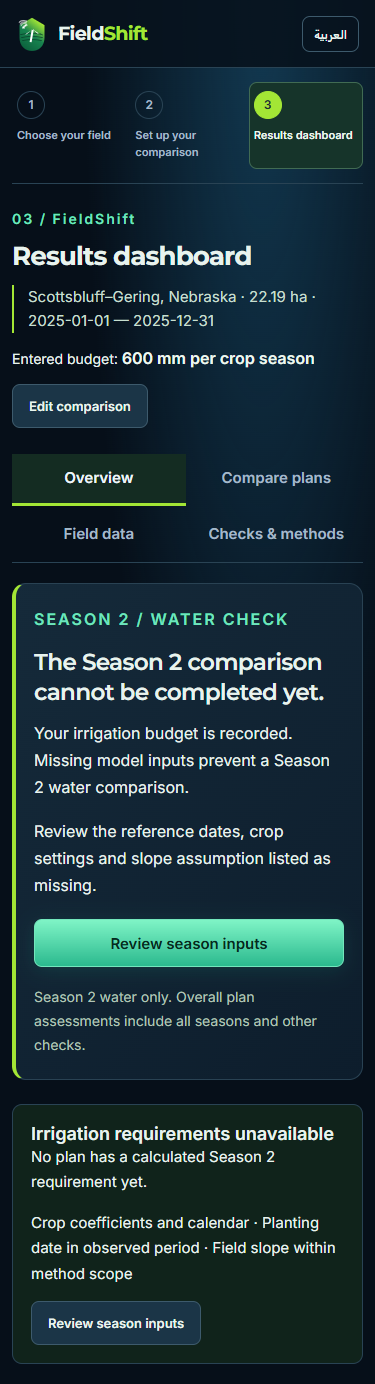 FieldShift
العربية
1
Choose your field
2
Set up your
comparison
3
Results dashboard
03 / FieldShift
Results dashboard
Scottsbluff–Gering, Nebraska · 22.19 ha ·
2025-01-01 — 2025-12-31
Entered budget: 600 mm per crop season
Edit comparison
Overview
Compare plans
Field data
Checks & methods
SEASON 2 / WATER CHECK
The Season 2 comparison
cannot be completed yet.
Your irrigation budget is recorded.
Missing model inputs prevent a Season
2 water comparison.
Review the reference dates, crop
settings and slope assumption listed as
missing.
Review season inputs
Season 2 water only. Overall plan
assessments include all seasons and other
checks.
Irrigation requirements unavailable
No plan has a calculated Season 2
requirement yet.
Crop coefficients and calendar · Planting
date in observed period · Field slope within
method scope
Review season inputs